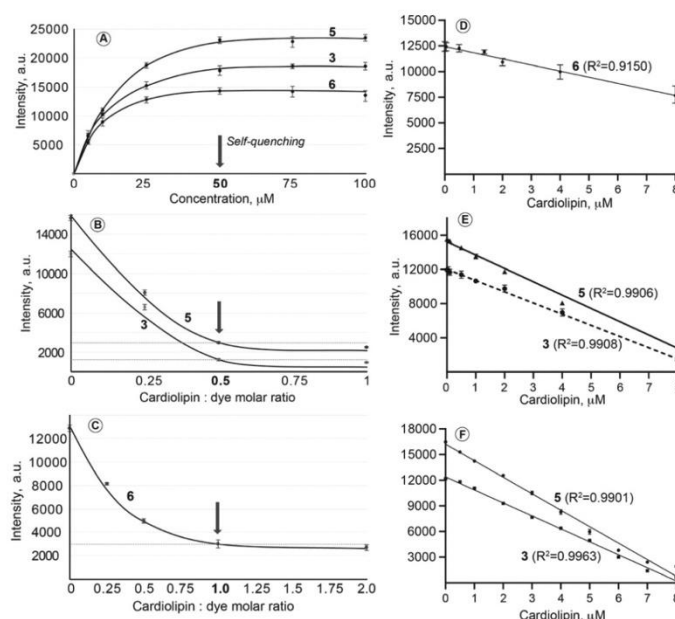 A
Intensity, a.u.
25000
20000
15000
10000
5000
5
3
6
Self-quenching
0 25 50 75 100
Concentration, μM
B
Intensity, a.u.
14000
10000
6000
2000
5
3
0 0.25 0.5 0.75 1
Cardiolipin : dye molar ratio
C
Intensity, a.u.
12000
10000
8000
6000
4000
2000
6
0 0.25 0.5 0.75 1.0 1.25 1.5 1.75 2.0
Cardiolipin : dye molar ratio
D
Intensity, a.u.
15000
12500
10000
7500
5000
6 (R²=0.9150)
0 1 2 3 4 5 6 7 8
Cardiolipin, μM
E
Intensity, a.u.
16000
12000
8000
4000
5 (R²=0.9906)
3 (R²=0.9908)
0 1 2 3 4 5 6 7 8
Cardiolipin, μM
F
Intensity, a.u.
18000
15000
12000
9000
6000
3000
5 (R²=0.9901)
3 (R²=0.9963)
0 1 2 3 4 5 6 7 8
Cardiolipin, μM